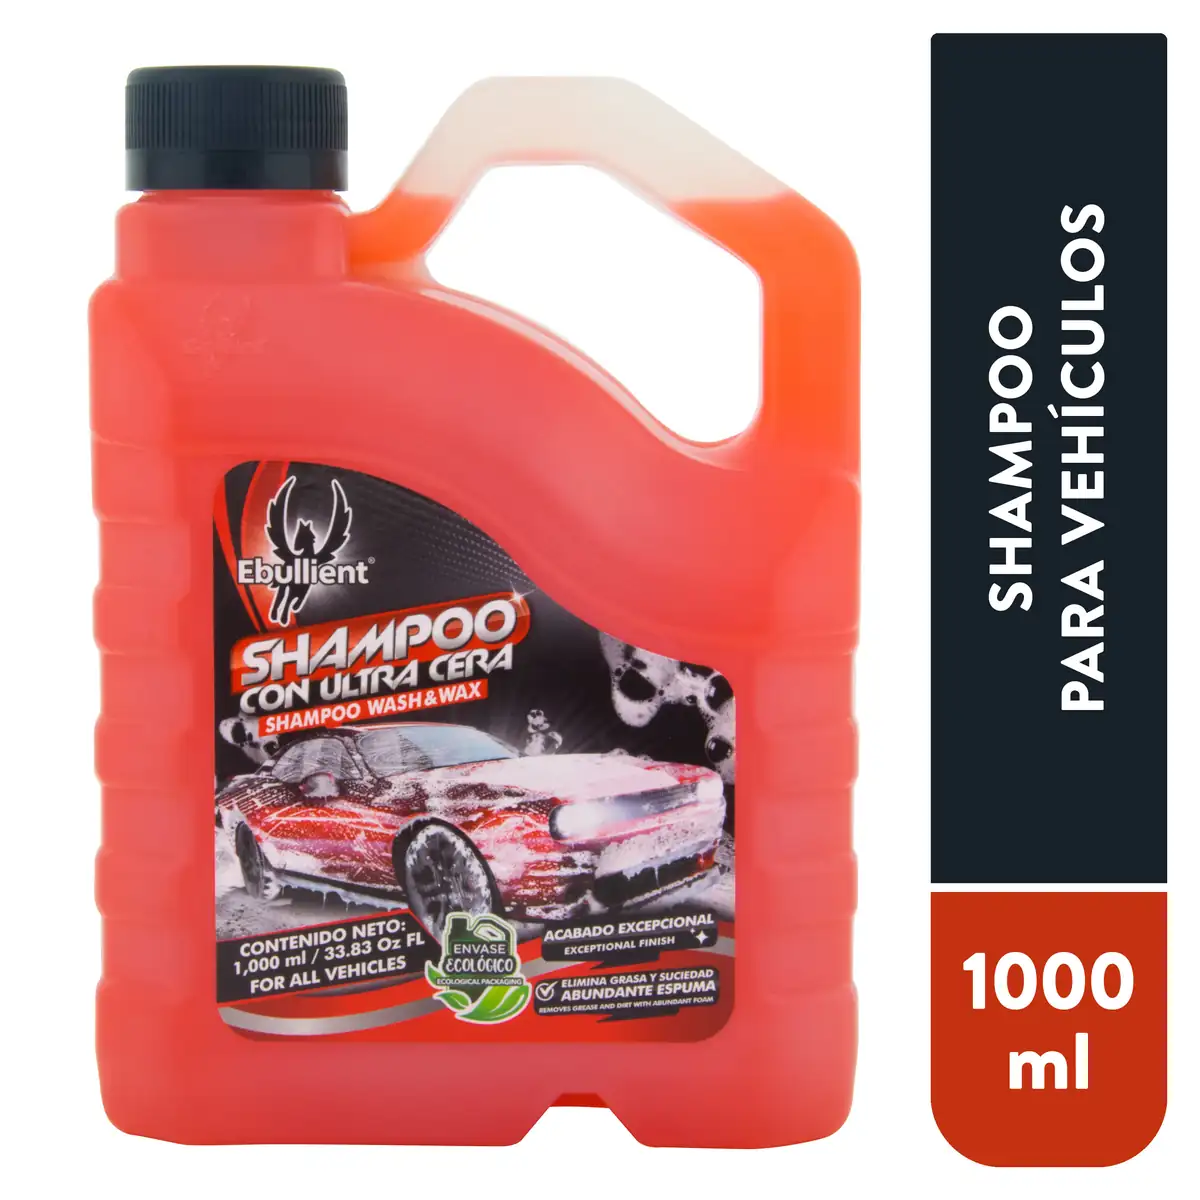 Ebullient®
SHAMPOO
CON ULTRA CERA
SHAMPOO WASH & WAX
CONTENIDO NETO:
1,000 ml / 33.83 Oz FL
FOR ALL VEHICLES
ENVASE
ECOLÓGICO
ECOLOGICAL PACKAGING
ACABADO EXCEPCIONAL
EXCEPTIONAL FINISH
ELIMINA GRASA Y SUCIEDAD
ABUNDANTE ESPUMA
REMOVES GREASE AND DIRT WITH ABUNDANT FOAM
SHAMPOO
PARA VEHÍCULOS
1000
ml